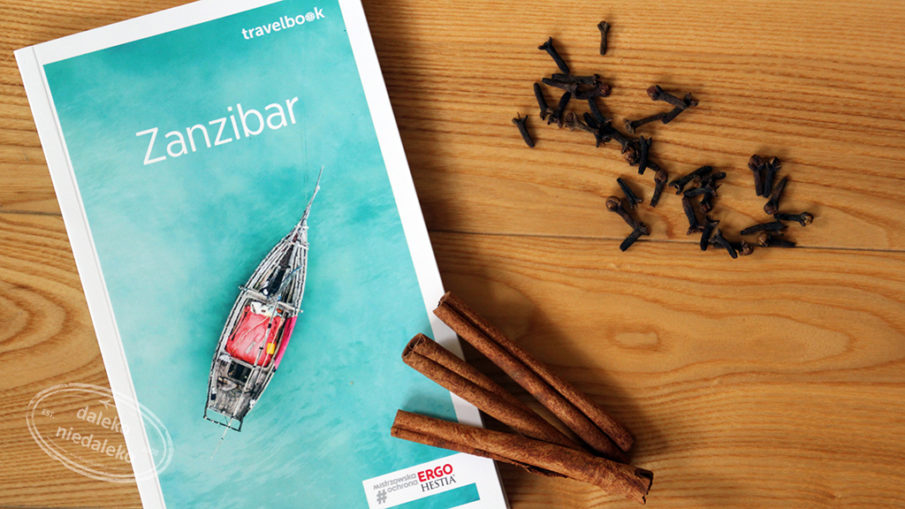 travelbook
Zanzibar
mistrzowska
#ochrona
ERGO
HESTIA
daleko
niedaleko